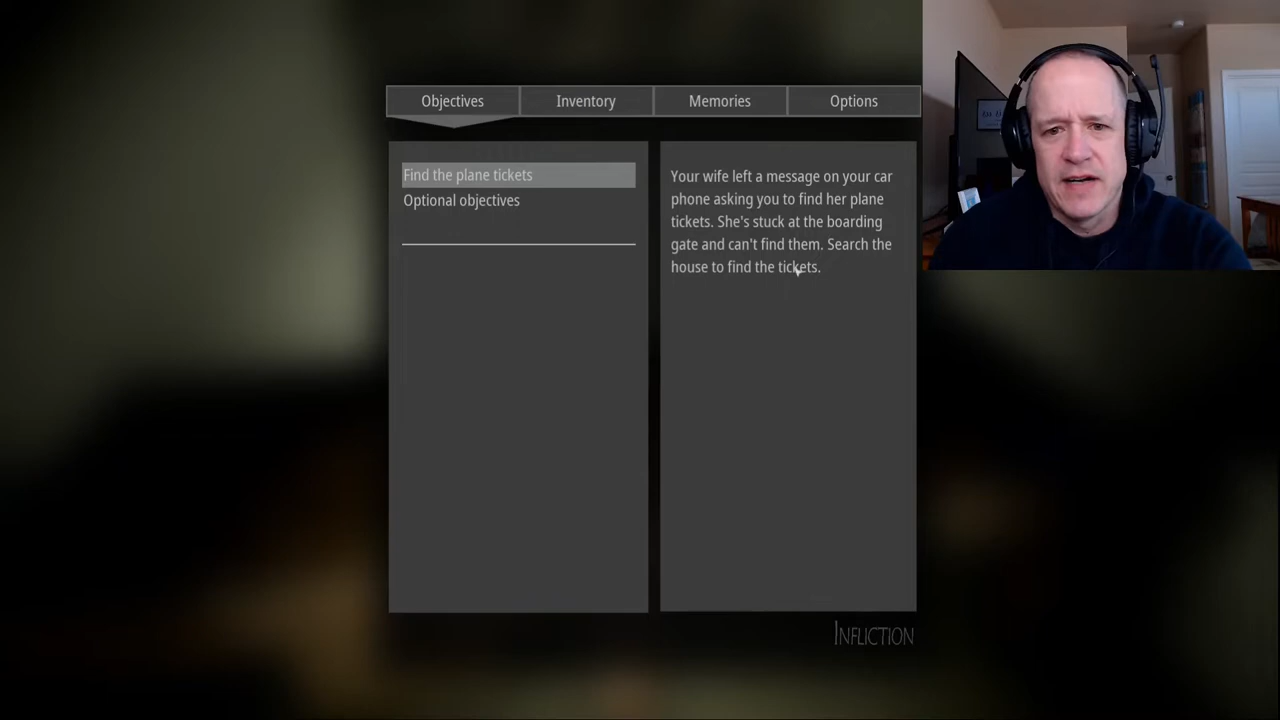 Objectives
Inventory
Memories
Options
Find the plane tickets
Optional objectives
Your wife left a message on your car
phone asking you to find her plane
tickets. She's stuck at the boarding
gate and can't find them. Search the
house to find the tickets.
INFLICTION